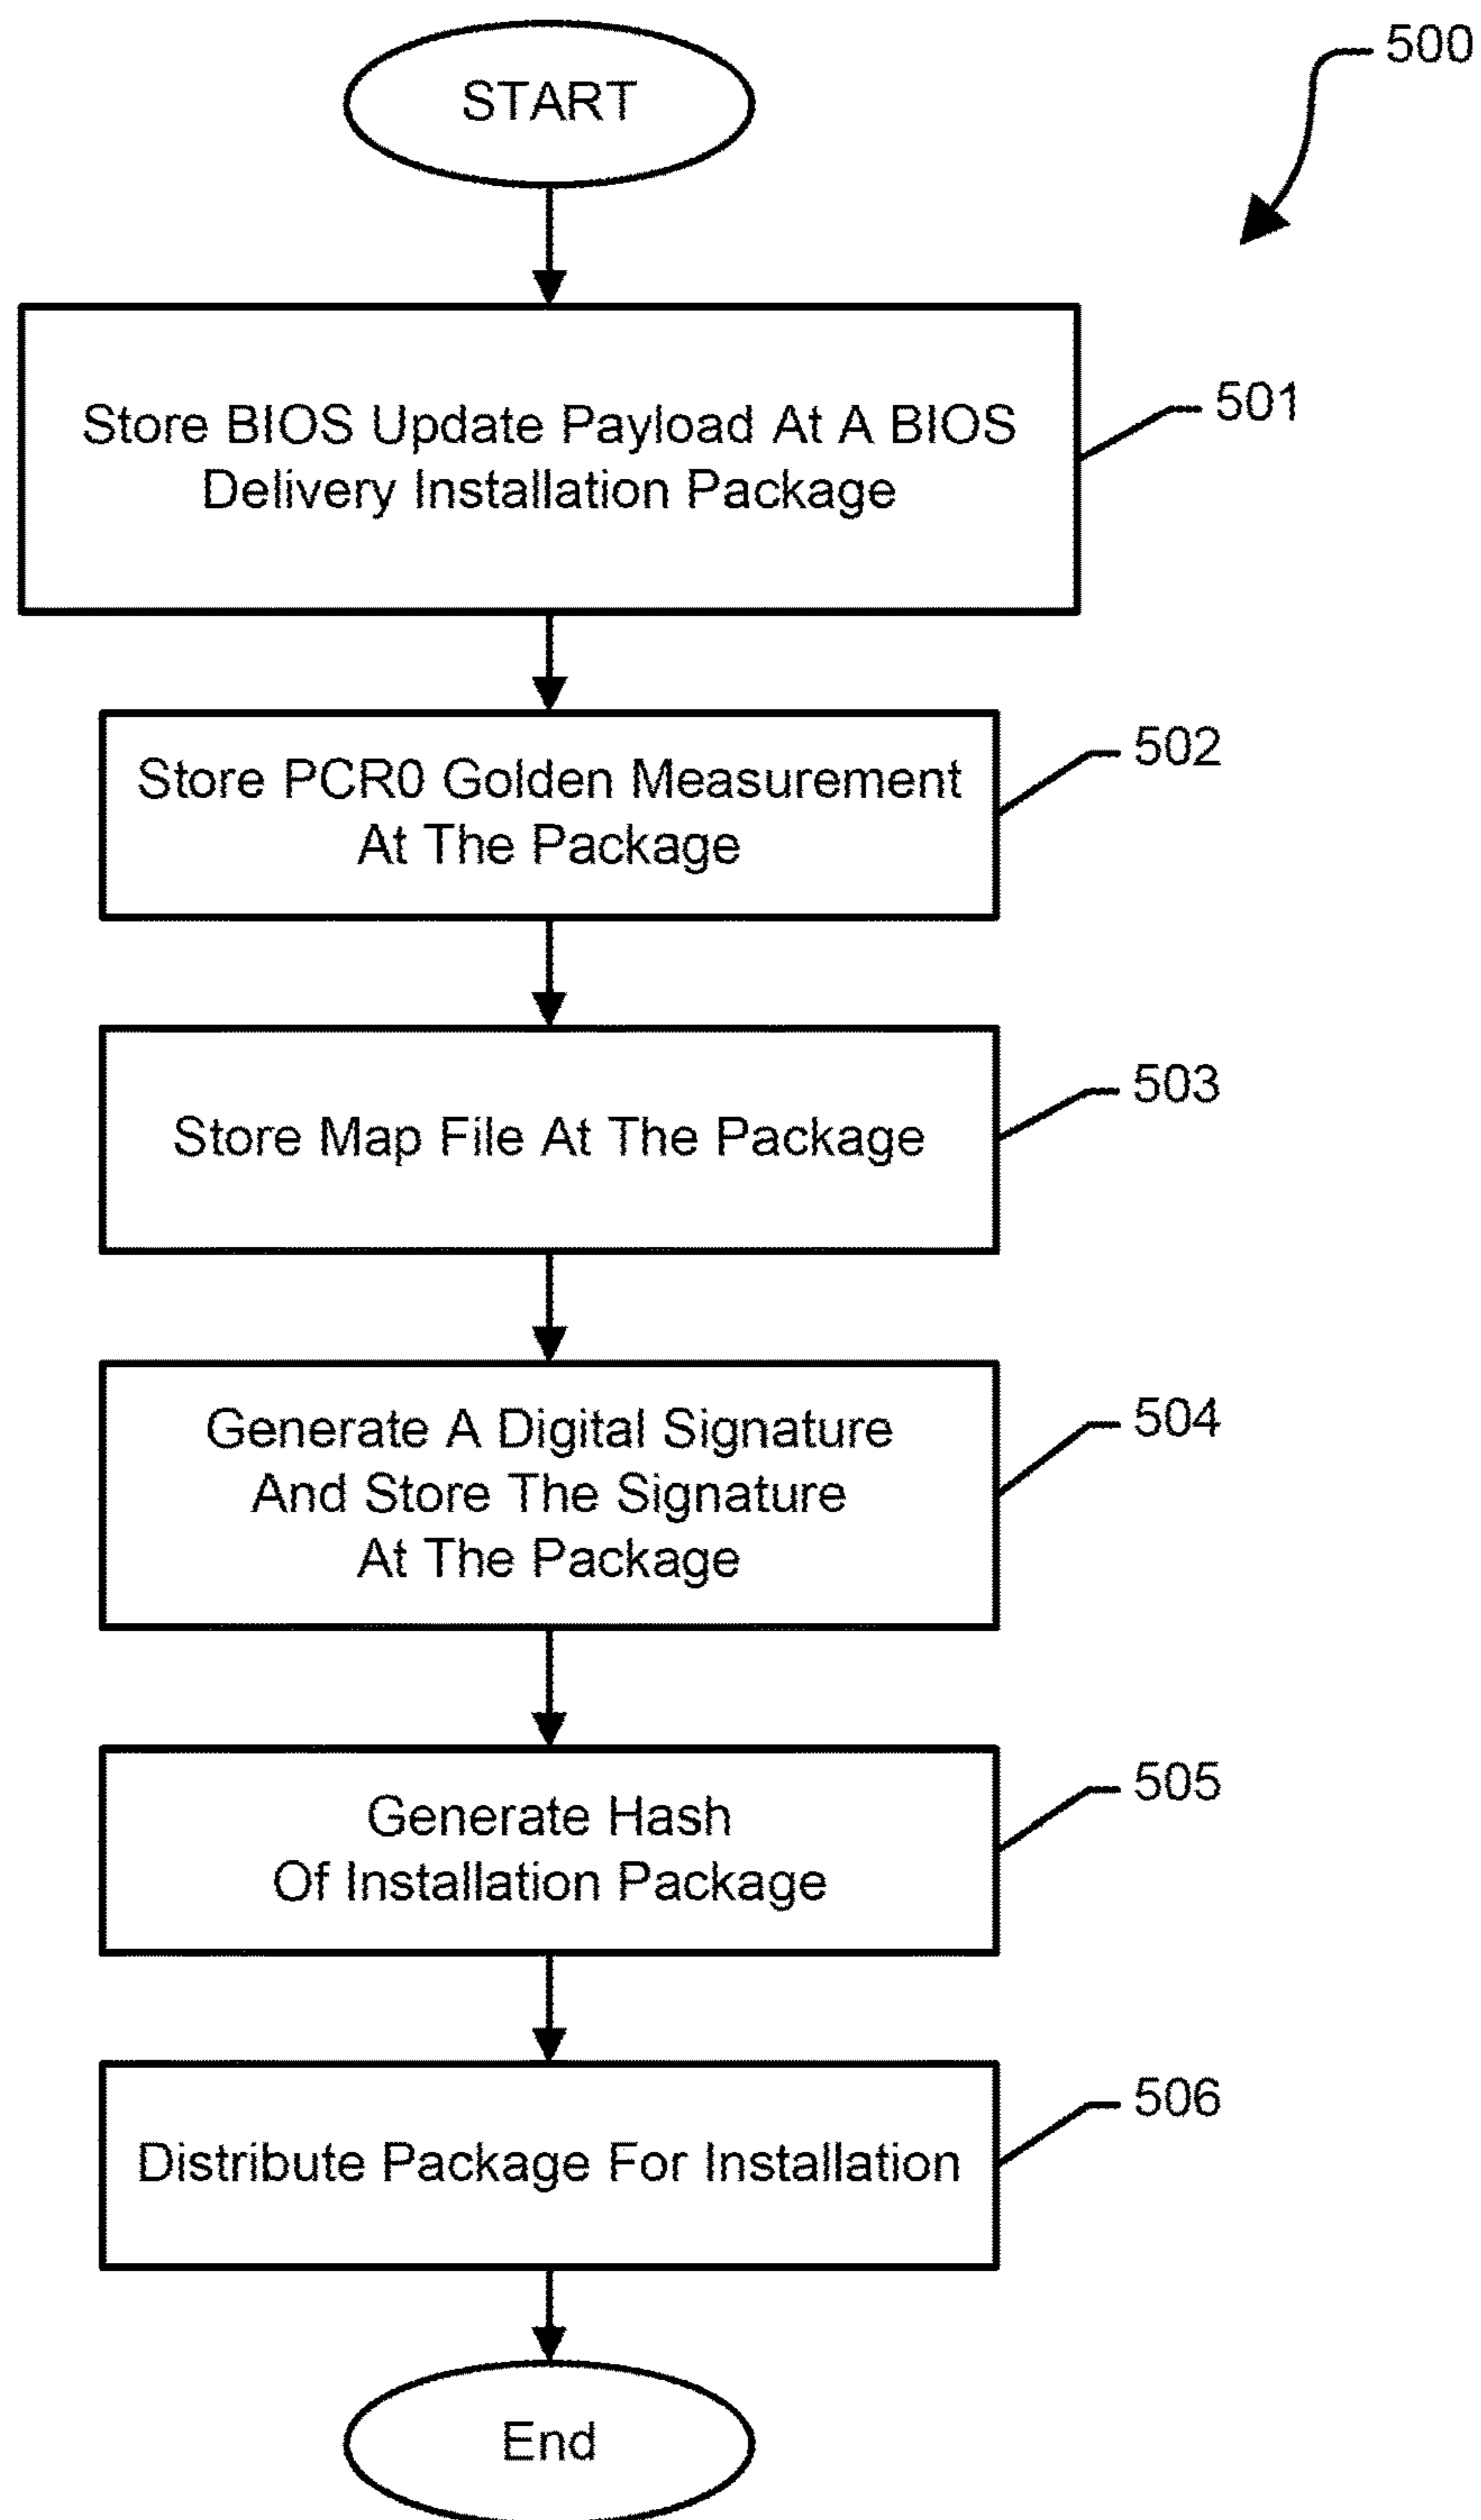 START
500
Store BIOS Update Payload At A BIOS
Delivery Installation Package
501
Store PCR0 Golden Measurement
At The Package
502
Store Map File At The Package
503
Generate A Digital Signature
And Store The Signature
At The Package
504
Generate Hash
Of Installation Package
505
Distribute Package For Installation
506
End